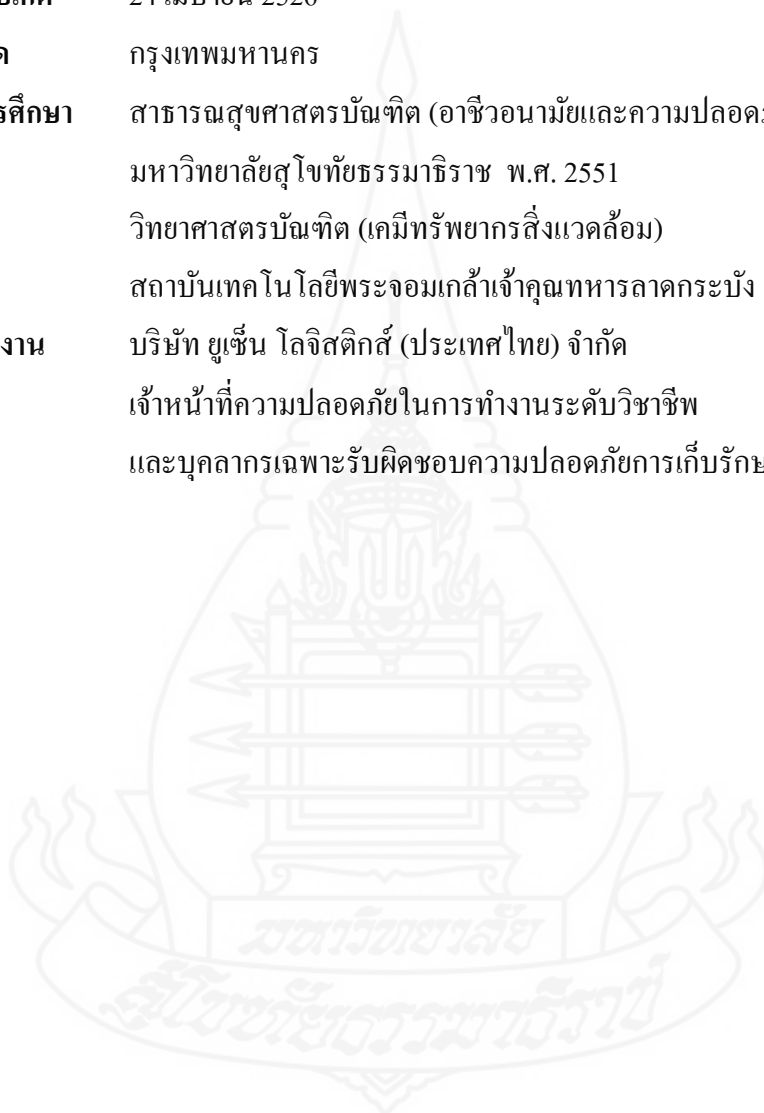 กรุงเทพมหานคร
สาธารณสุขศาสตรบัณฑิต (อาชีวอนามัยและความปลอดภ
มหาวิทยาลัยสุโขทัยธรรมาธิราช พ.ศ. 2551
วิทยาศาสตรบัณฑิต (เคมีทรัพยากรสิ่งแวดล้อม)
สถาบันเทคโนโลยีพระจอมเกล้าเจ้าคุณทหารลาดกระบัง
งาน บริษัท ยูเซ็น โลจิสติกส์ (ประเทศไทย) จำกัด
เจ้าหน้าที่ความปลอดภัยในการทำงานระดับวิชาชีพ
และบุคลากรเฉพาะรับผิดชอบความปลอดภัยการเก็บรักษ
มหาวิทยาลัย
สุโขทัยธรรมาธิราช